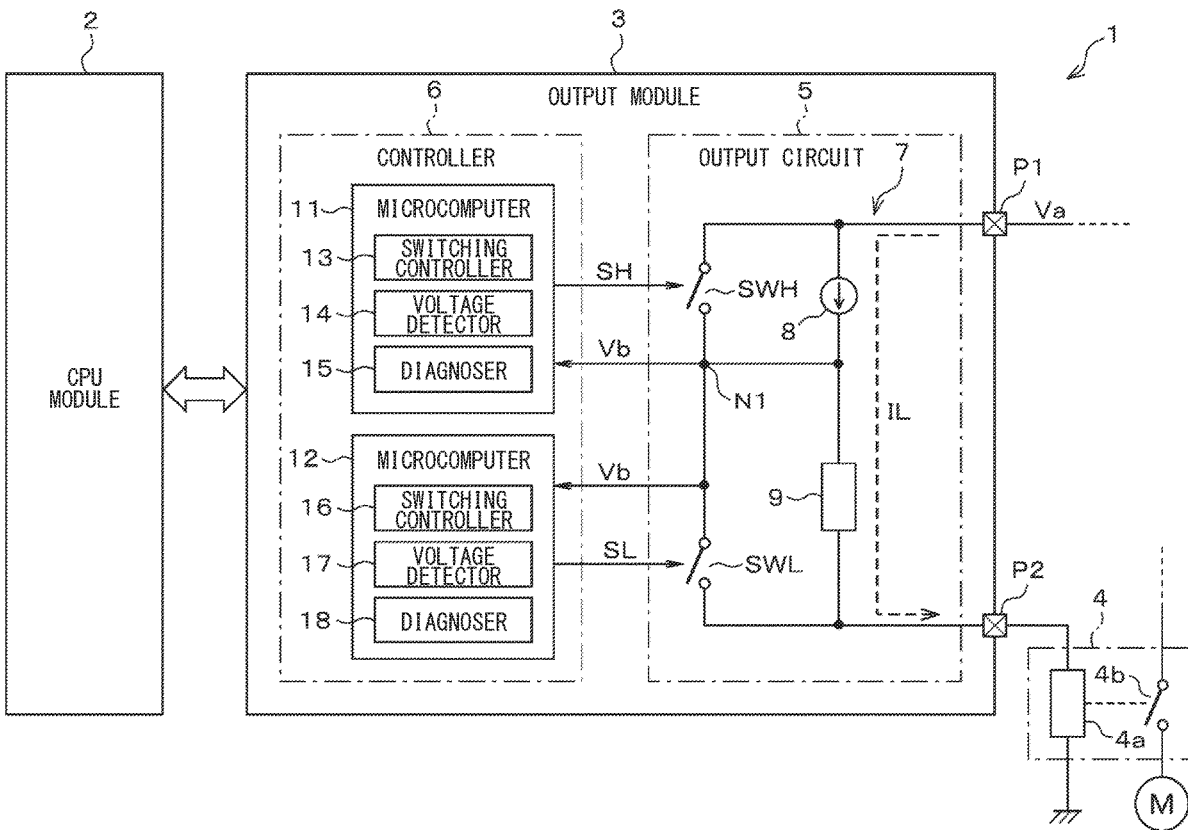 2
3
1
OUTPUT MODULE
6
5
CONTROLLER
OUTPUT CIRCUIT
7
P1
Va
11
MICROCOMPUTER
13
SWITCHING
CONTROLLER
SH
SWH
14
VOLTAGE
DETECTOR
8
15
DIAGNOSER
Vb
N1
IL
CPU
MODULE
12
MICROCOMPUTER
Vb
16
SWITCHING
CONTROLLER
9
17
VOLTAGE
DETECTOR
SL
SWL
18
DIAGNOSER
P2
4
4b
4a
M